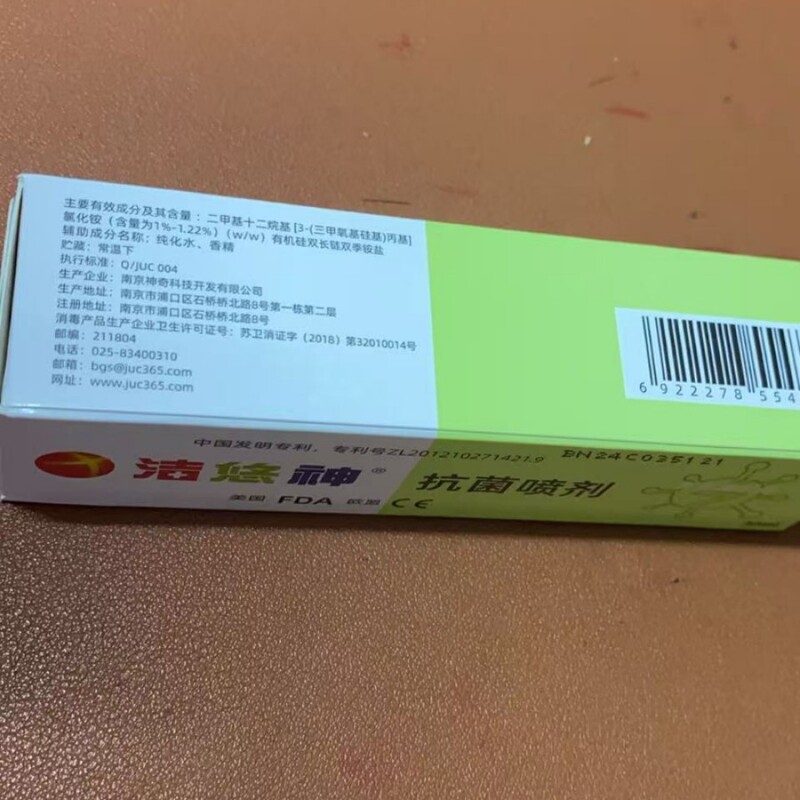 主要有效成分及其含量：二甲基十二烷基[3-(三甲氧基硅基)丙基]
氯化铵（含量为1%-1.22%）(w/w）有机硅双长链双季铵盐
辅助成分名称：纯化水、香精
贮藏：常温下
执行标准：Q/JUC 004
生产企业：南京神奇科技开发有限公司
生产地址：南京市浦口区石桥桥北路8号第一栋第二层
注册地址：南京市浦口区石桥桥北路8号
消毒产品生产企业卫生许可证号：苏卫消证字（2018）第32010014号
邮编：211804
电话：025-83400310
邮箱：bgs@juc365.com
网址：www.juc365.com
6 922278 554
中国发明专利，专利号ZL201210271421.9 BN24C035121
洁悠神® 抗菌喷剂
美国 FDA 欧盟 CE